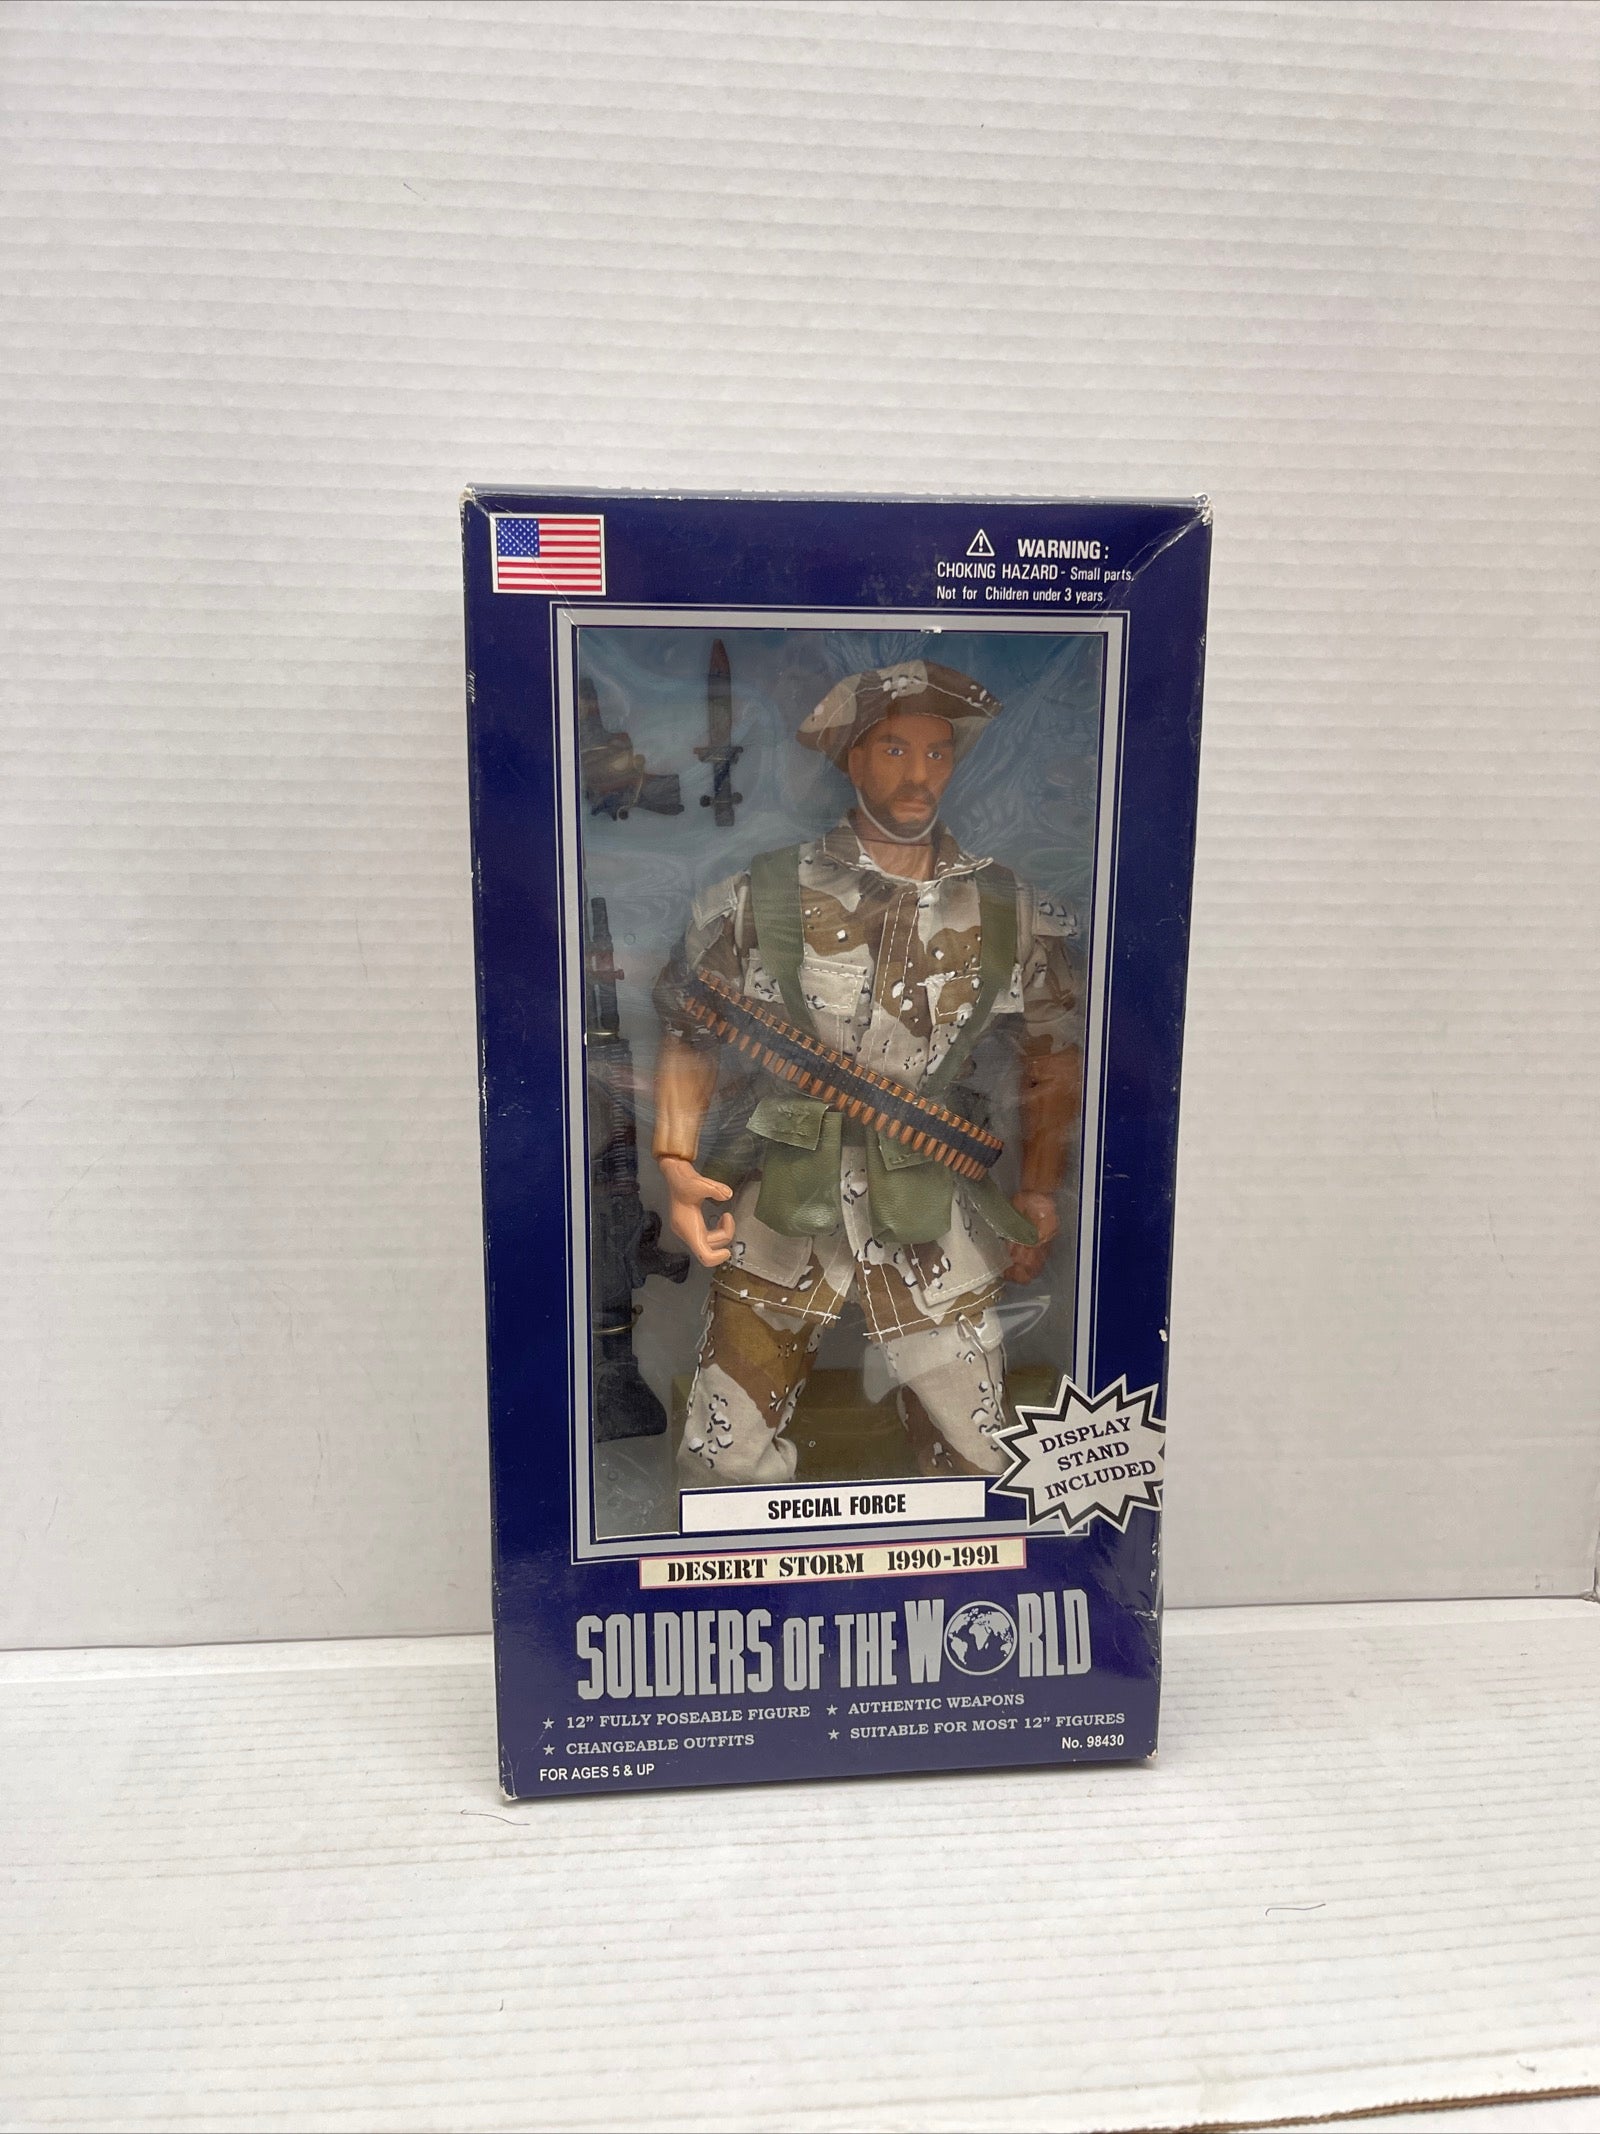 WARNING:
CHOKING HAZARD - Small parts.
Not for Children under 3 years.
DISPLAY
STAND
INCLUDED
SPECIAL FORCE
DESERT STORM 1990-1991
SOLDIERS OF THE WORLD
★ 12" FULLY POSEABLE FIGURE ★ AUTHENTIC WEAPONS
★ CHANGEABLE OUTFITS ★ SUITABLE FOR MOST 12" FIGURES
No. 98430
FOR AGES 5 & UP